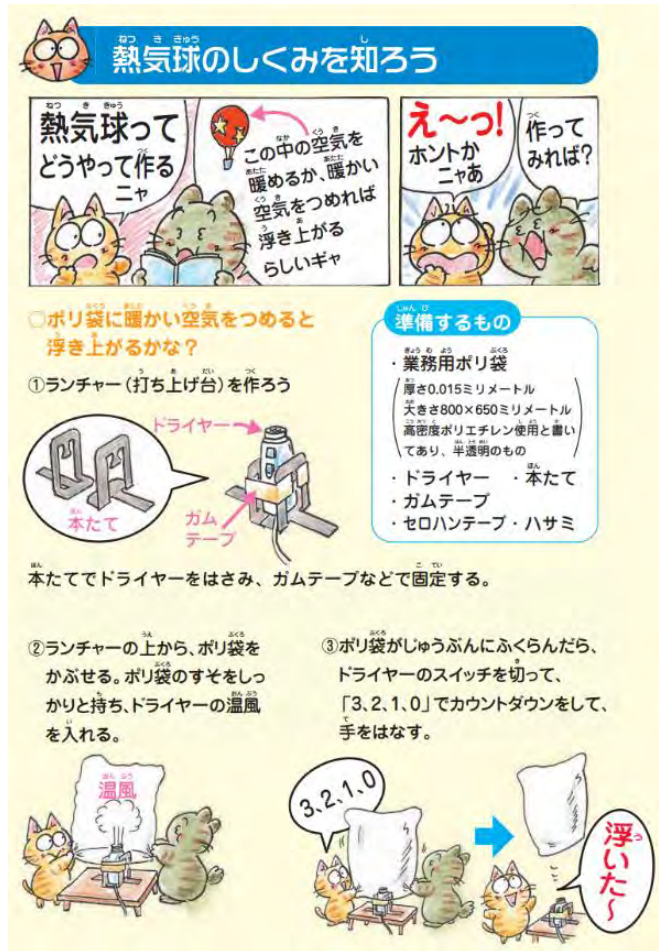 熱気球のしくみを知ろう
熱気球って
どうやって作る
ニャ
この中の空気を
暖めるか、暖かい
空気をつめれば
浮き上がる
らしいギャ
え〜っ!
ホントか
ニャあ
作って
みれば?
○ポリ袋に暖かい空気をつめると
浮き上がるかな?
①ランチャー(打ち上げ台)を作ろう
ドライヤー
本たて
ガム
テープ
準備するもの
・業務用ポリ袋
(厚さ0.015ミリメートル
大きさ800×650ミリメートル
高密度ポリエチレン使用と書い
てあり、半透明のもの)
・ドライヤー ・本たて
・ガムテープ
・セロハンテープ・ハサミ
本たてでドライヤーをはさみ、ガムテープなどで固定する。
②ランチャーの上から、ポリ袋を
かぶせる。ポリ袋のすそをしっ
かりと持ち、ドライヤーの温風
を入れる。
温風
③ポリ袋がじゅうぶんにふくらんだら、
ドライヤーのスイッチを切って、
「3、2、1、0」でカウントダウンをして、
手をはなす。
3、2、1、0
浮いた〜